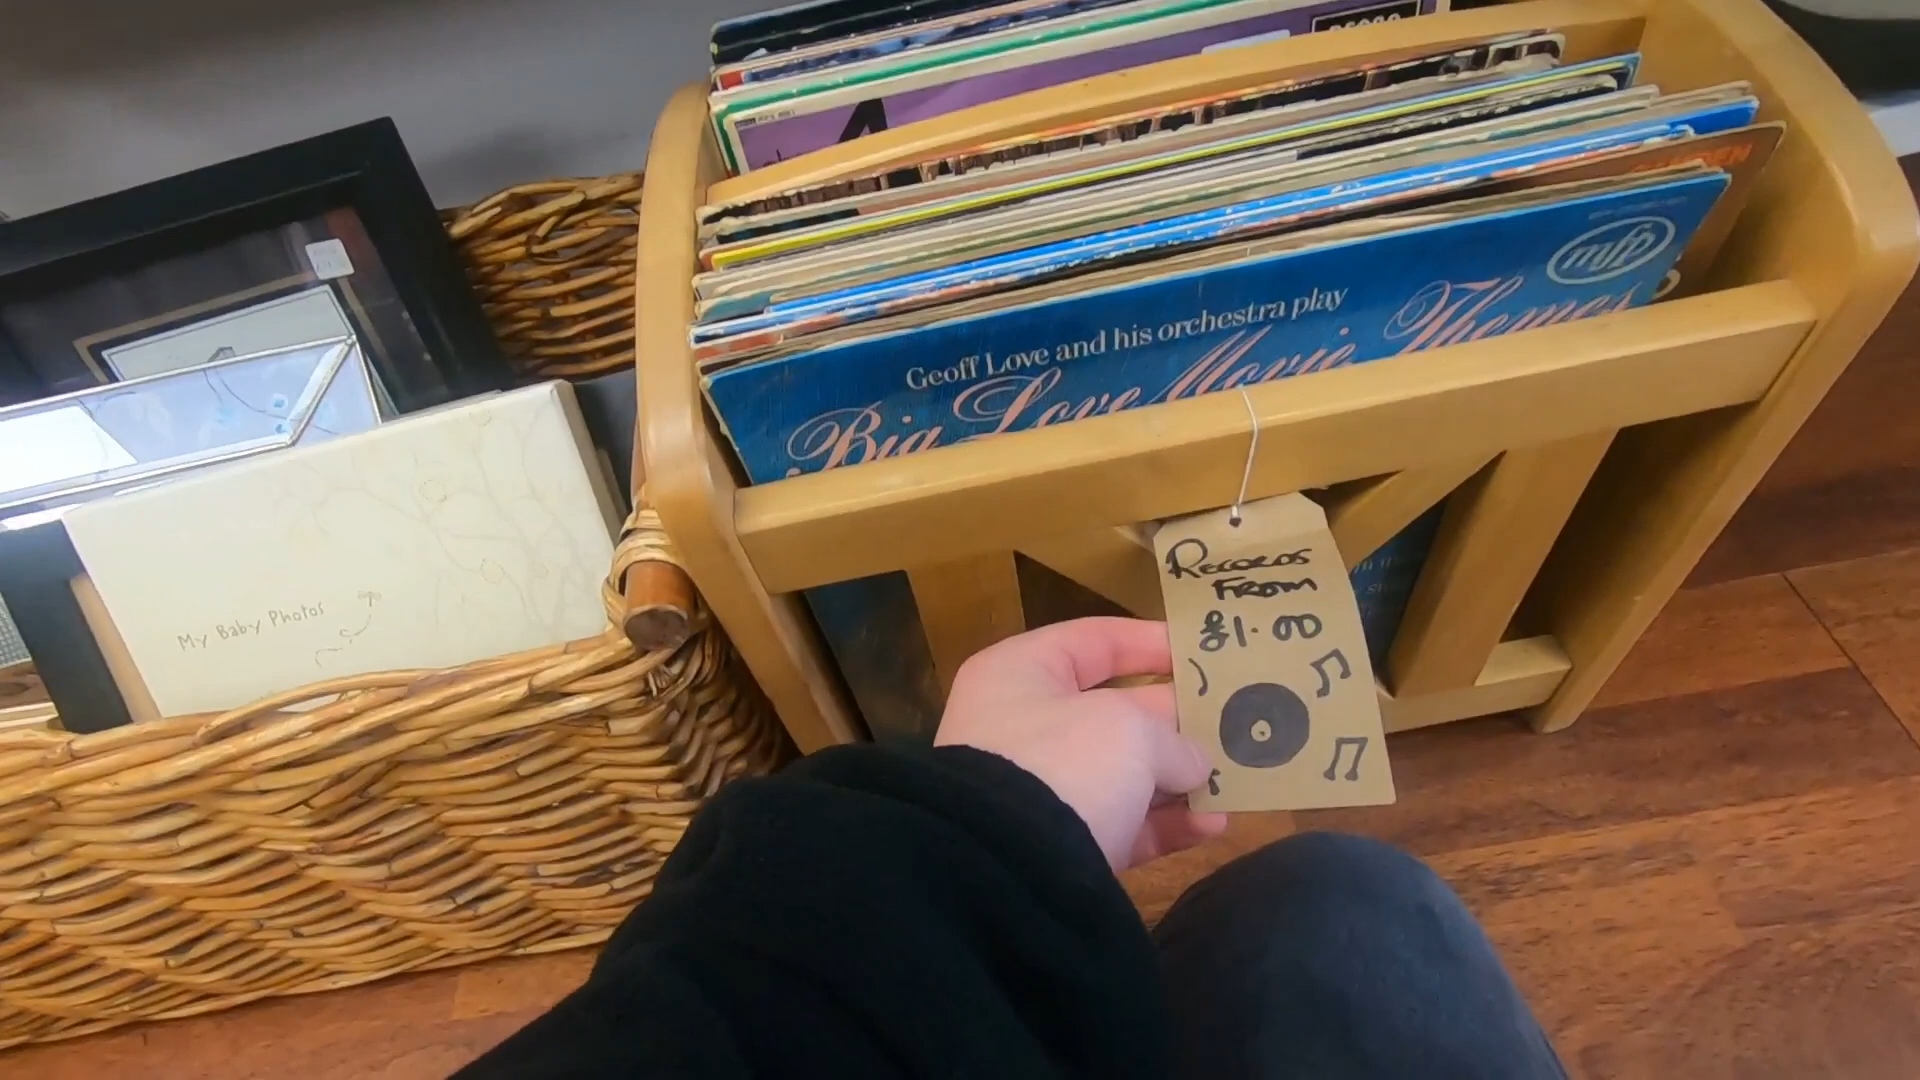 mfp
Geoff Love and his orchestra play
Big Love Movie Themes
RECORDS
FROM
£1.00
My Baby Photos